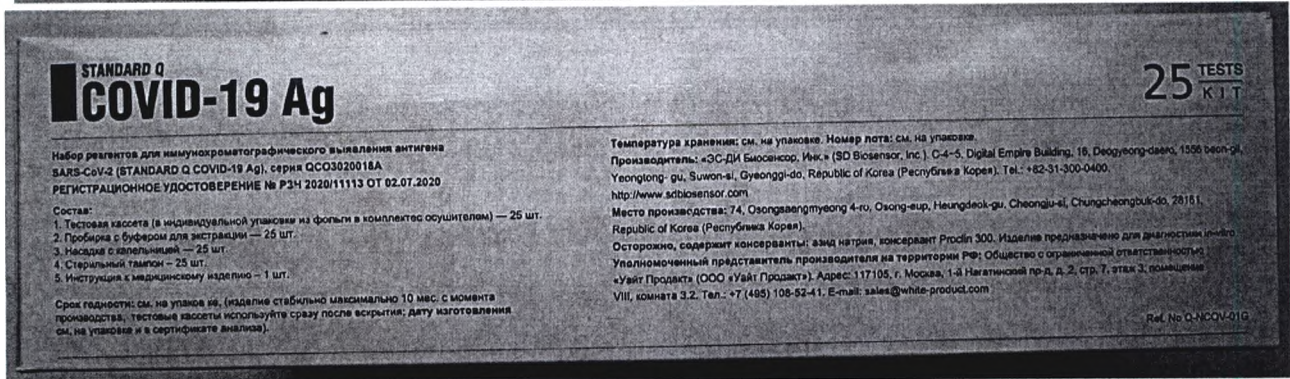 STANDARD Q
COVID-19 Ag
25 TESTS
KIT
Набор реагентов для иммунохроматографического выявления антигена
SARS-CoV-2 (STANDARD Q COVID-19 Ag), серия QCO3020018A
РЕГИСТРАЦИОННОЕ УДОСТОВЕРЕНИЕ № РЗН 2020/11113 ОТ 02.07.2020
Состав:
1. Тестовая кассета (в индивидуальной упаковке из фольги в комплектес осушителем) — 25 шт.
2. Пробирка с буфером для экстракции — 25 шт.
3. Насадка с капельницей — 25 шт.
4. Стерильный тампон — 25 шт.
5. Инструкция к медицинскому изделию – 1 шт.
Срок годности: см. на упаков ке, (изделие стабильно максимально 10 мес. с момента
производства, тестовые кассеты используйте сразу после вскрытия; дату изготовления
см. на упаковке и в сертификате анализа).
Температура хранения: см. на упаковке. Номер лота: см. на упаковке.
Производитель: «ЭС-ДИ Биосенсор, Инк.» (SD Biosensor, Inc.). C-4~5, Digital Empire Building, 16, Deogyeong-daero, 1556 beon-gil,
Yeongtong- gu, Suwon-si, Gyeonggi-do, Republic of Korea (Республика Корея). Tel.: +82-31-300-0400.
http://www.sdbiosensor.com
Место производства: 74, Osongsaengmyeong 4-ro, Osong-eup, Heungdeok-gu, Cheongju-si, Chungcheongbuk-do, 28161,
Republic of Korea (Республика Корея).
Осторожно, содержит консерванты: азид натрия, консервант Proclin 300. Изделие предназначено для диагностики in-vitro
Уполномоченный представитель производителя на территории РФ: Общество с ограниченной ответственностью
«Уайт Продакт» (ООО «Уайт Продакт»). Адрес: 117105, г. Москва, 1-й Нагатинский пр-д, д. 2, стр. 7, этаж 3, помещение
VIII, комната 3.2. Тел.: +7 (495) 108-52-41. E-mail: sales@white-product.com
Ref. No Q-NCOV-01G